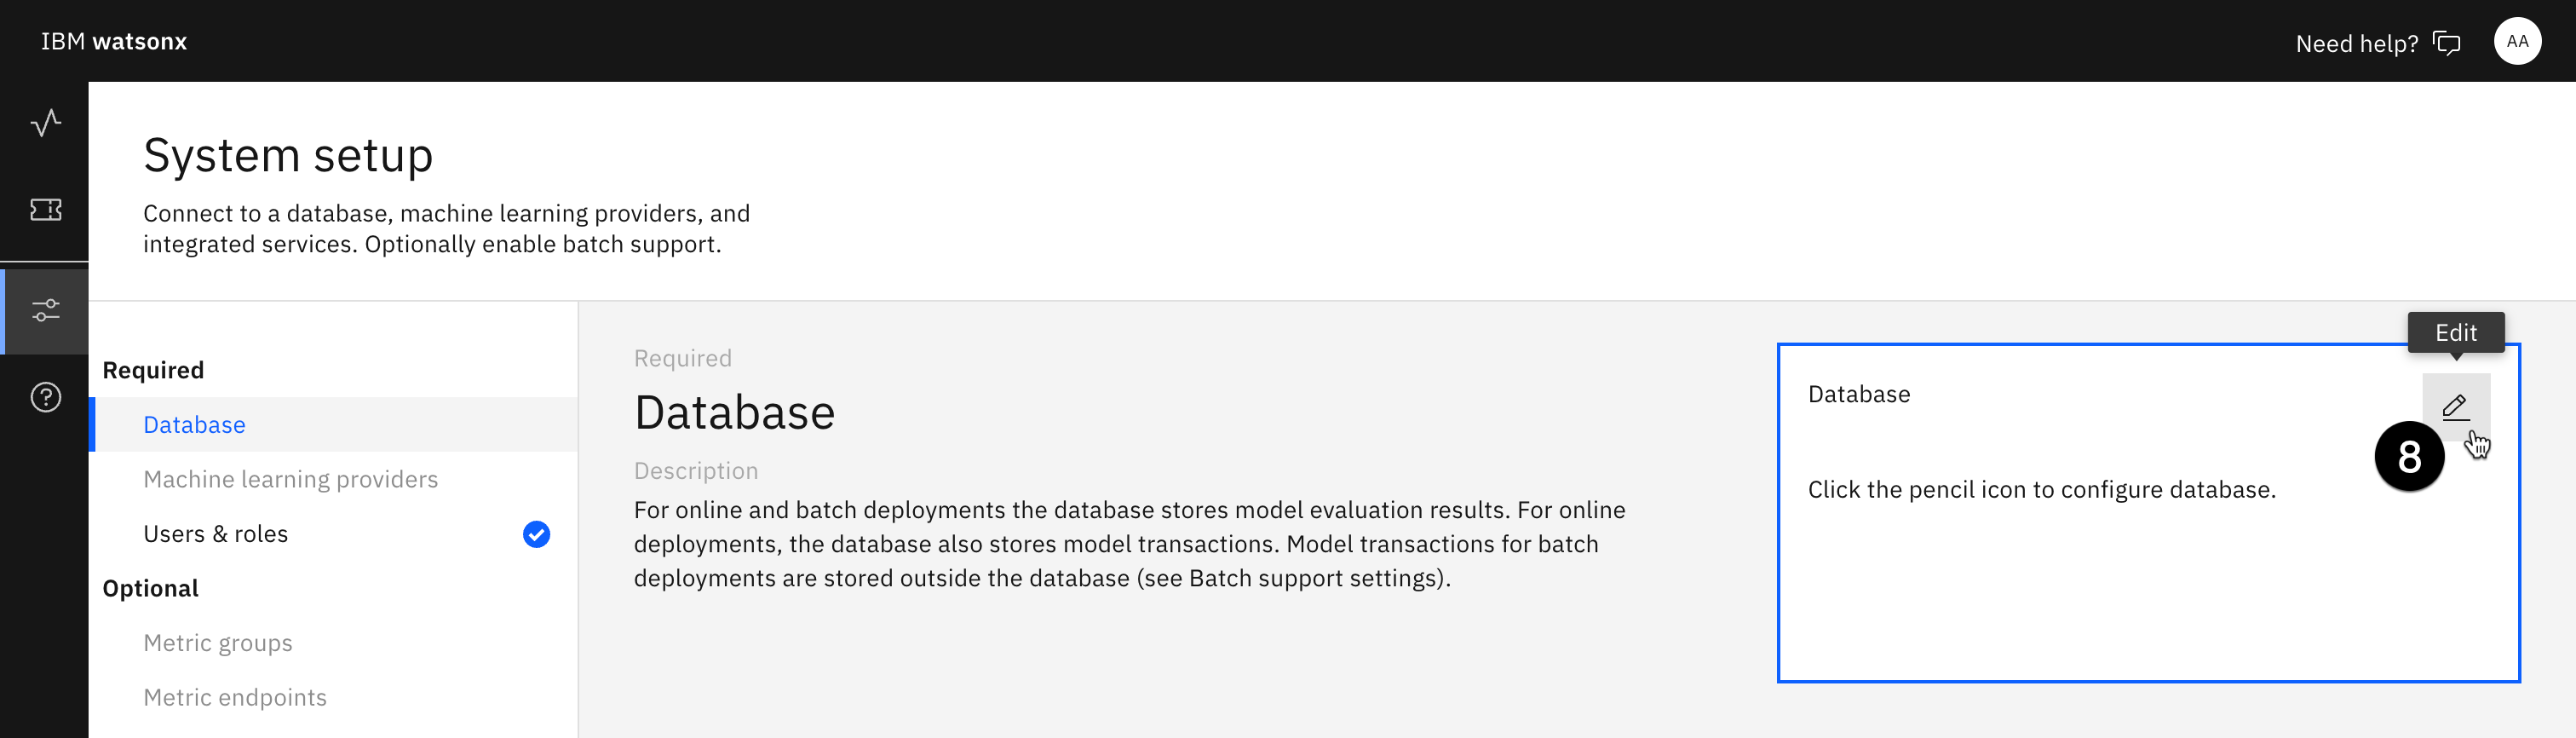 IBM watsonx
Need help?
AA
System setup
Connect to a database, machine learning providers, and
integrated services. Optionally enable batch support.
Required
Database
Machine learning providers
Users & roles
Optional
Metric groups
Metric endpoints
Required
Database
Description
For online and batch deployments the database stores model evaluation results. For online
deployments, the database also stores model transactions. Model transactions for batch
deployments are stored outside the database (see Batch support settings).
Edit
Database
8
Click the pencil icon to configure database.